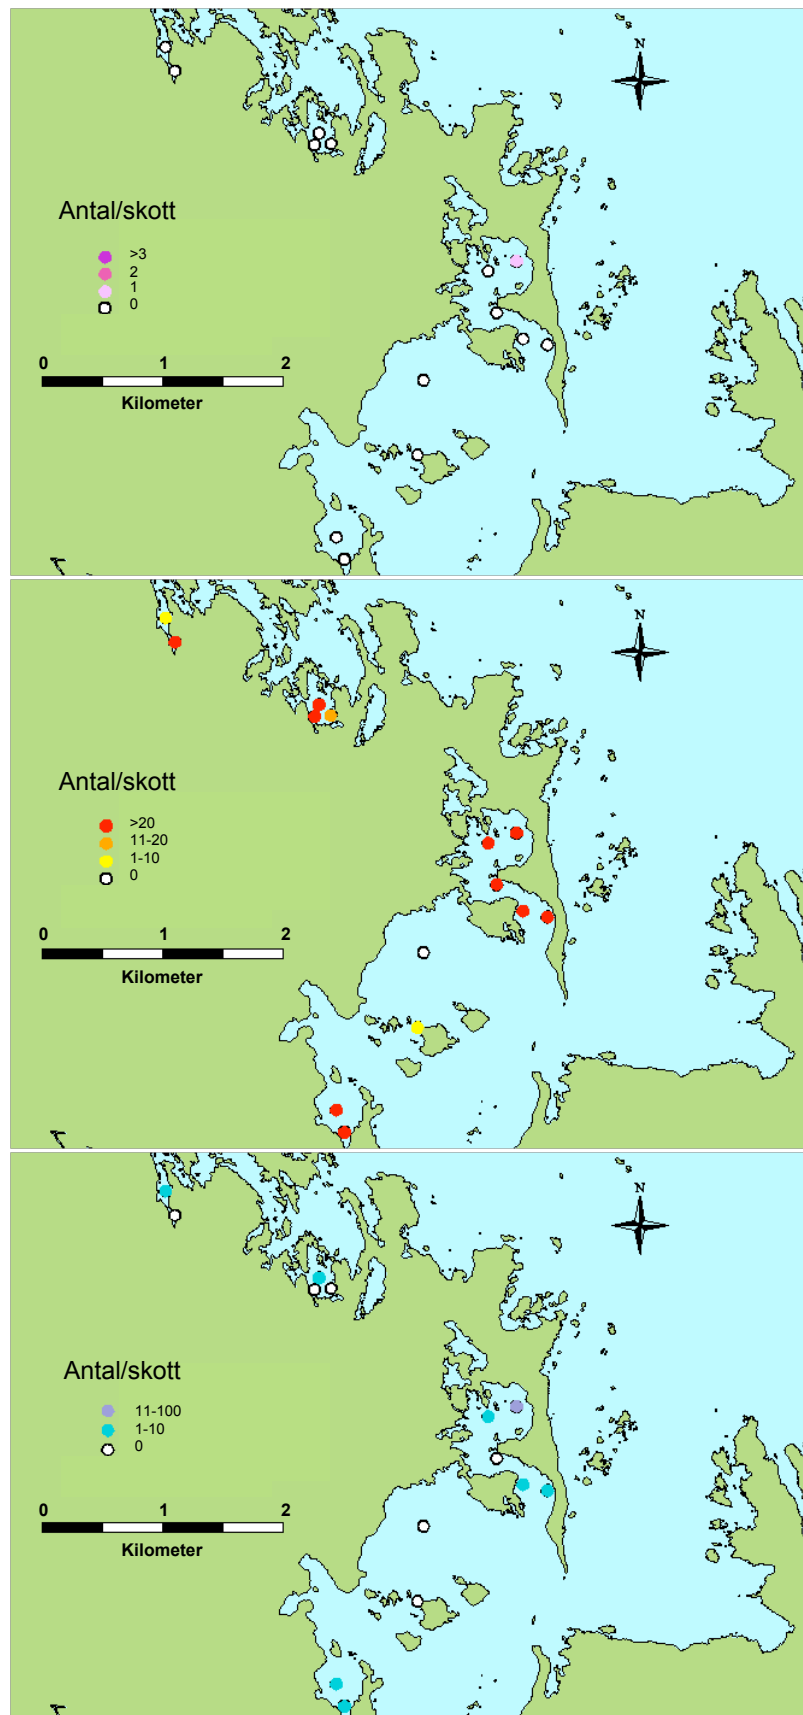 N
Antal/skott
>3
2
1
0
0 1 2
Kilometer
N
Antal/skott
>20
11-20
1-10
0
0 1 2
Kilometer
N
Antal/skott
11-100
1-10
0
0 1 2
Kilometer